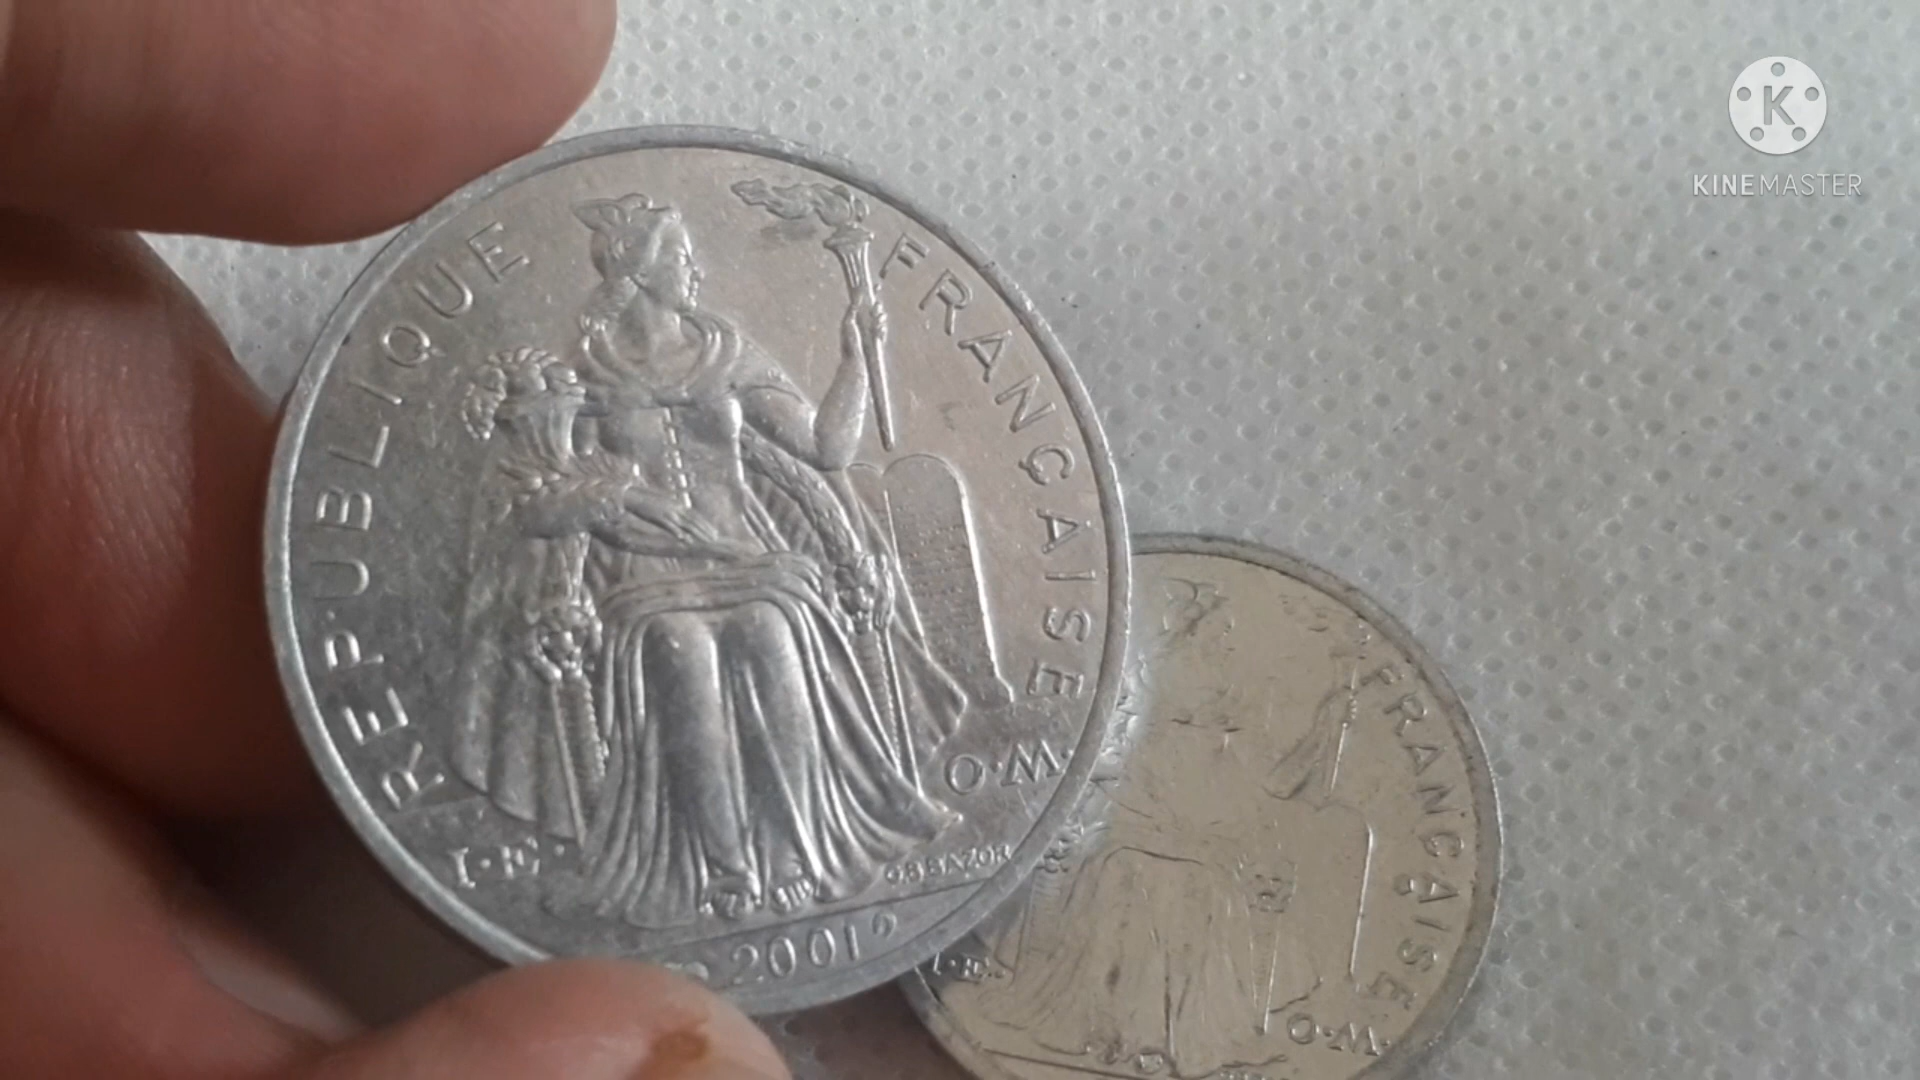 KINEMASTER
REPUBLIQUE FRANÇAISE
I·E·O·M·
G.B.L.BAZOR
2001
FRANÇAISE
I·E·O·M·